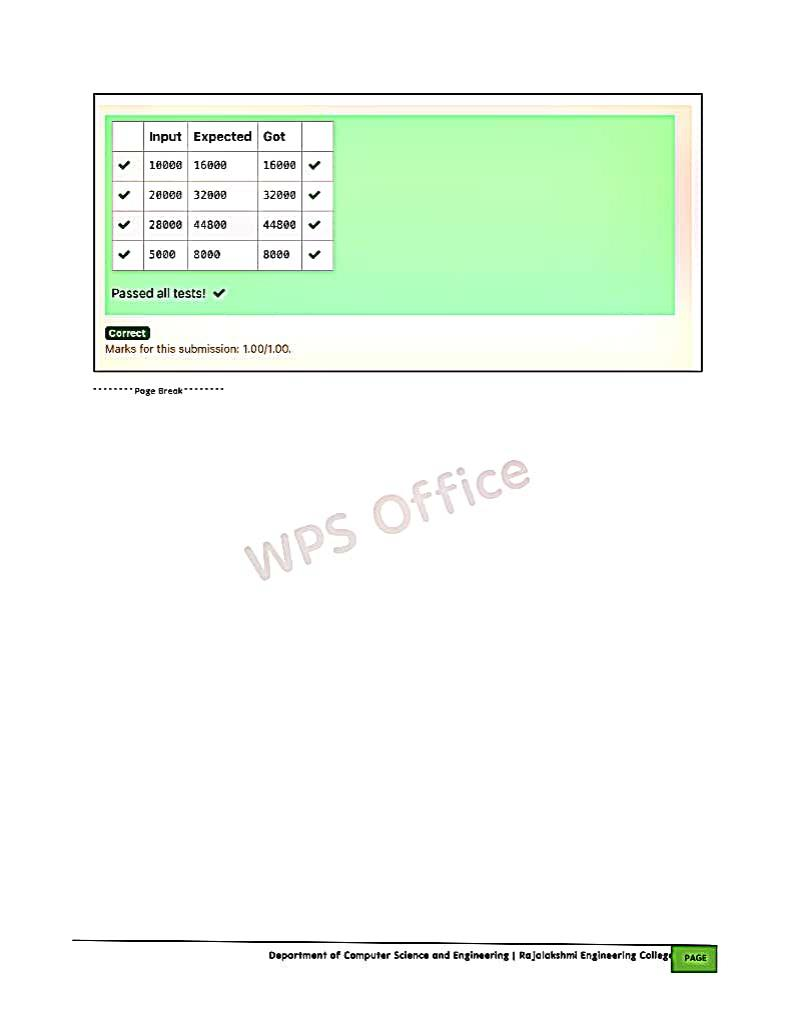 Input Expected Got
✔ 10000 16000 16000 ✔
✔ 20000 32000 32000 ✔
✔ 28000 44800 44800 ✔
✔ 5000 8000 8000 ✔
Passed all tests! ✔
Correct
Marks for this submission: 1.00/1.00.
--------Page Break--------
WPS Office
Department of Computer Science and Engineering | Rajalakshmi Engineering College
PAGE